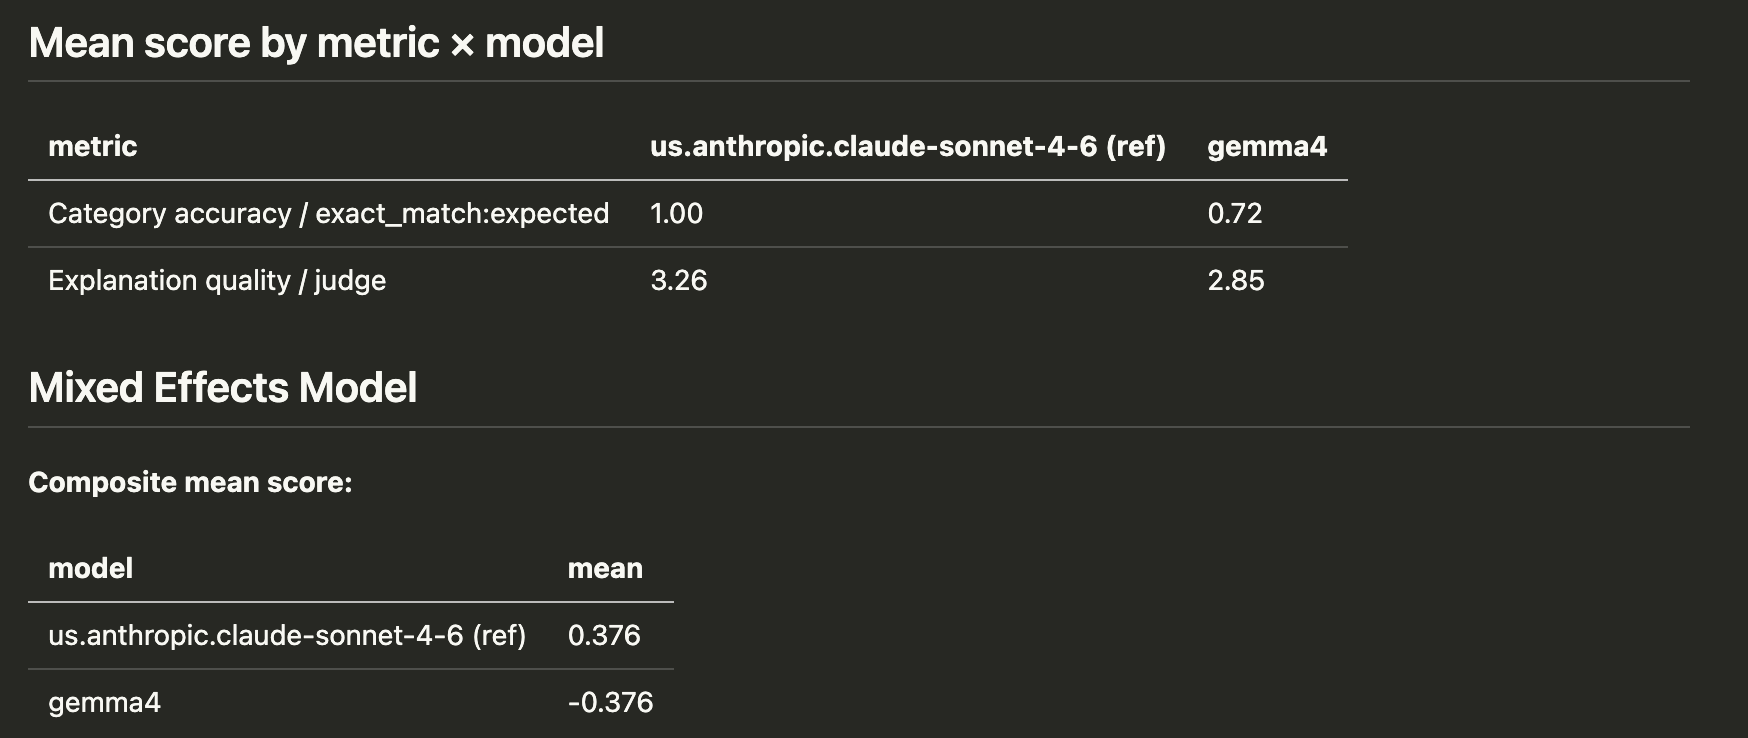 Mean score by metric × model
metric us.anthropic.claude-sonnet-4-6 (ref) gemma4
Category accuracy / exact_match:expected 1.00 0.72
Explanation quality / judge 3.26 2.85
Mixed Effects Model
Composite mean score:
model mean
us.anthropic.claude-sonnet-4-6 (ref) 0.376
gemma4 -0.376